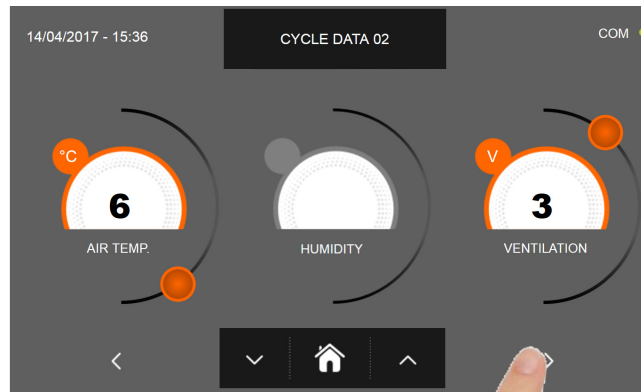 14/04/2017 - 15:36
CYCLE DATA 02
COM
°C
6
AIR TEMP.
HUMIDITY
V
3
VENTILATION